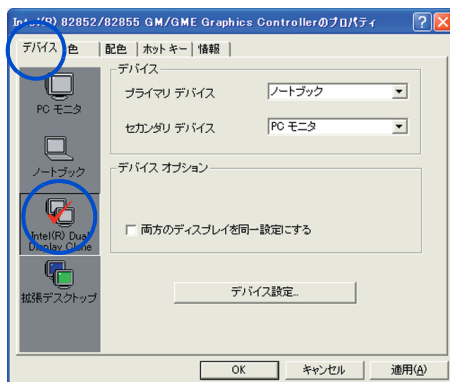 Intel(R) 82852/82855 GM/GME Graphics Controllerのプロパティ
デバイス 色 配色 ホット キー 情報
PC モニタ
ノートブック
Intel(R) Dual Display Clone
拡張デスクトップ
デバイス
プライマリ デバイス ノートブック
セカンダリ デバイス PC モニタ
デバイス オプション
両方のディスプレイを同一設定にする
デバイス設定...
OK キャンセル 適用(A)